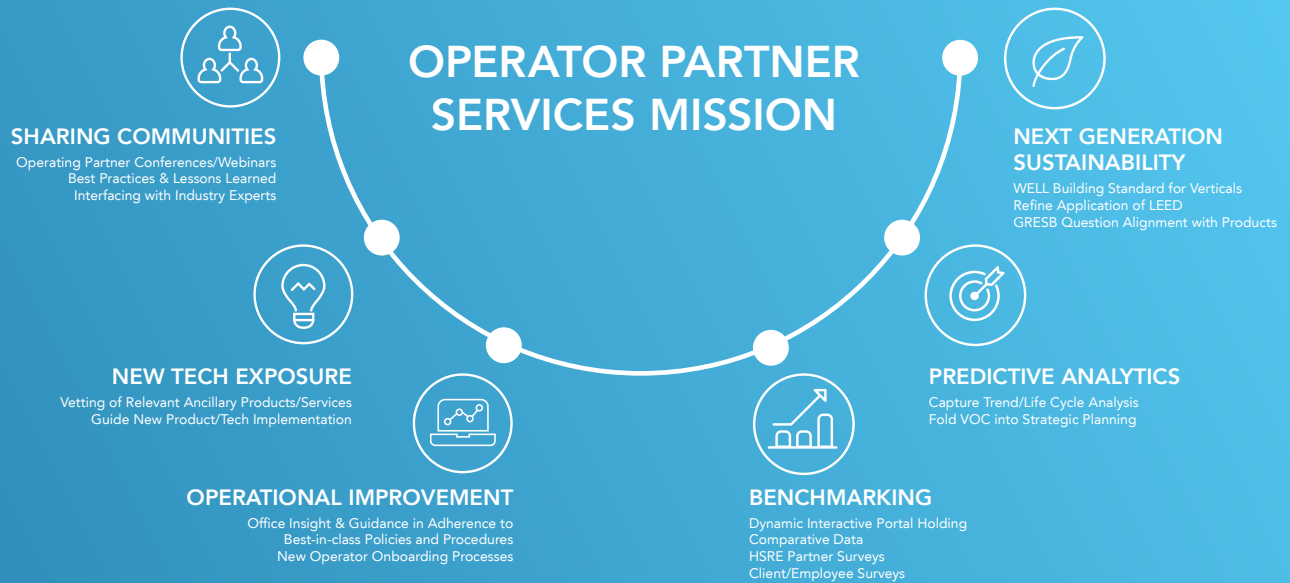 OPERATOR PARTNER
SERVICES MISSION
SHARING COMMUNITIES
Operating Partner Conferences/Webinars
Best Practices & Lessons Learned
Interfacing with Industry Experts
NEW TECH EXPOSURE
Vetting of Relevant Ancillary Products/Services
Guide New Product/Tech Implementation
OPERATIONAL IMPROVEMENT
Office Insight & Guidance in Adherence to
Best-in-class Policies and Procedures
New Operator Onboarding Processes
BENCHMARKING
Dynamic Interactive Portal Holding
Comparative Data
HSRE Partner Surveys
Client/Employee Surveys
PREDICTIVE ANALYTICS
Capture Trend/Life Cycle Analysis
Fold VOC into Strategic Planning
NEXT GENERATION
SUSTAINABILITY
WELL Building Standard for Verticals
Refine Application of LEED
GRESB Question Alignment with Products